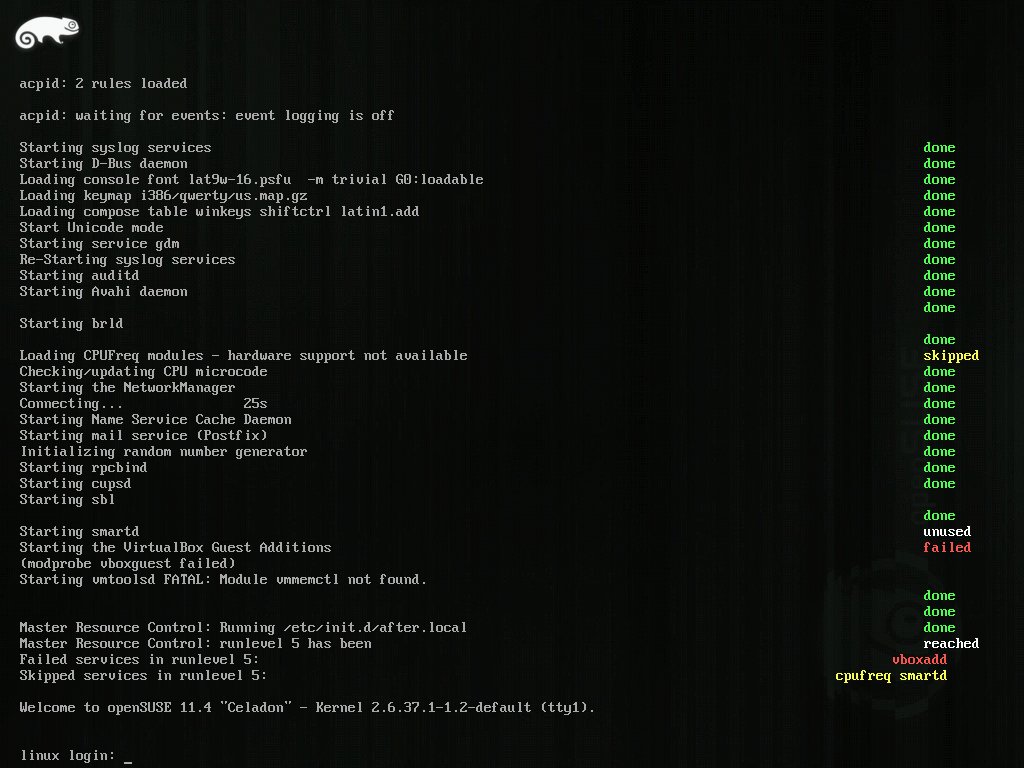 acpid: 2 rules loaded
acpid: waiting for events: event logging is off
Starting syslog services done
Starting D-Bus daemon done
Loading console font lat9w-16.psfu  -m trivial G0:loadable done
Loading keymap i386/qwerty/us.map.gz done
Loading compose table winkeys shiftctrl latin1.add done
Start Unicode mode done
Starting service gdm done
Re-Starting syslog services done
Starting auditd done
Starting Avahi daemon done
done
Starting brld
done
Loading CPUFreq modules - hardware support not available skipped
Checking/updating CPU microcode done
Starting the NetworkManager done
Connecting... 25s done
Starting Name Service Cache Daemon done
Starting mail service (Postfix) done
Initializing random number generator done
Starting rpcbind done
Starting cupsd done
Starting sbl
done
Starting smartd unused
Starting the VirtualBox Guest Additions failed
(modprobe vboxguest failed)
Starting vmtoolsd FATAL: Module vmmemctl not found.
done
done
Master Resource Control: Running /etc/init.d/after.local done
Master Resource Control: runlevel 5 has been reached
Failed services in runlevel 5: vboxadd
Skipped services in runlevel 5: cpufreq smartd
Welcome to openSUSE 11.4 "Celadon" - Kernel 2.6.37.1-1.2-default (tty1).
linux login: _